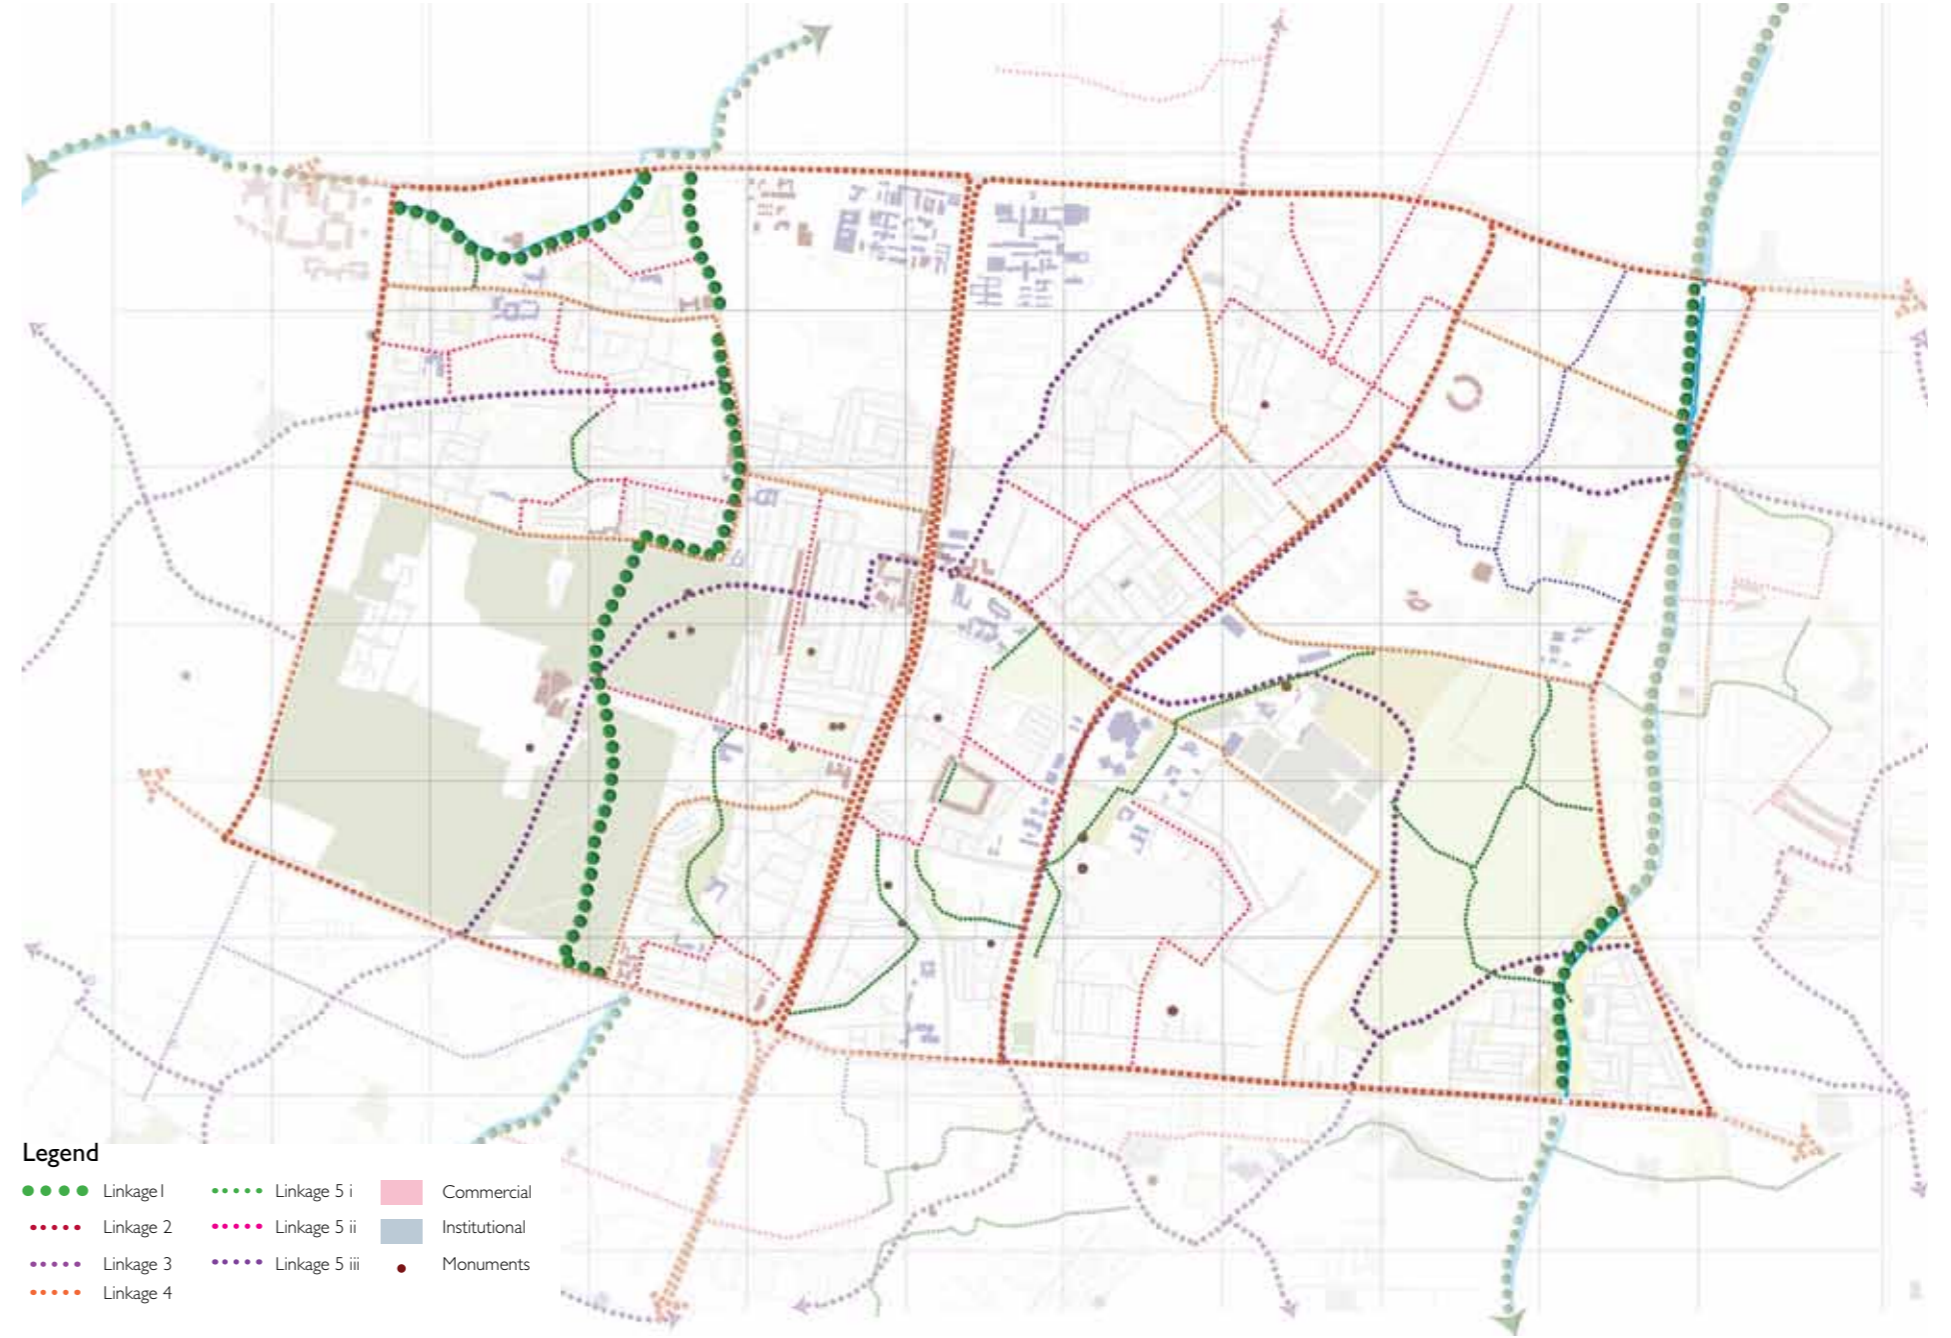 Legend
Linkage1
Linkage 2
Linkage 3
Linkage 4
Linkage 5 i
Linkage 5 ii
Linkage 5 iii
Commercial
Institutional
Monuments